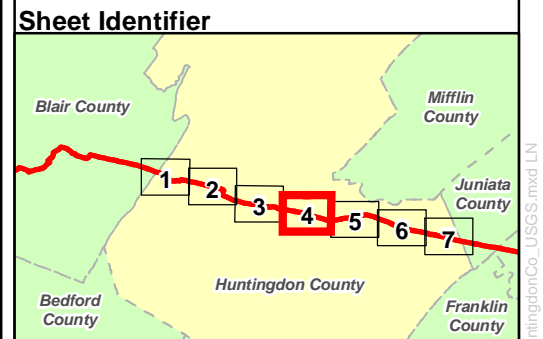 Sheet Identifier
Blair County
Mifflin
County
Juniata
County
1
2
3
4
5
6
7
Huntingdon County
Bedford
County
Franklin
County
ntingdonCo_USGS.mxd LN